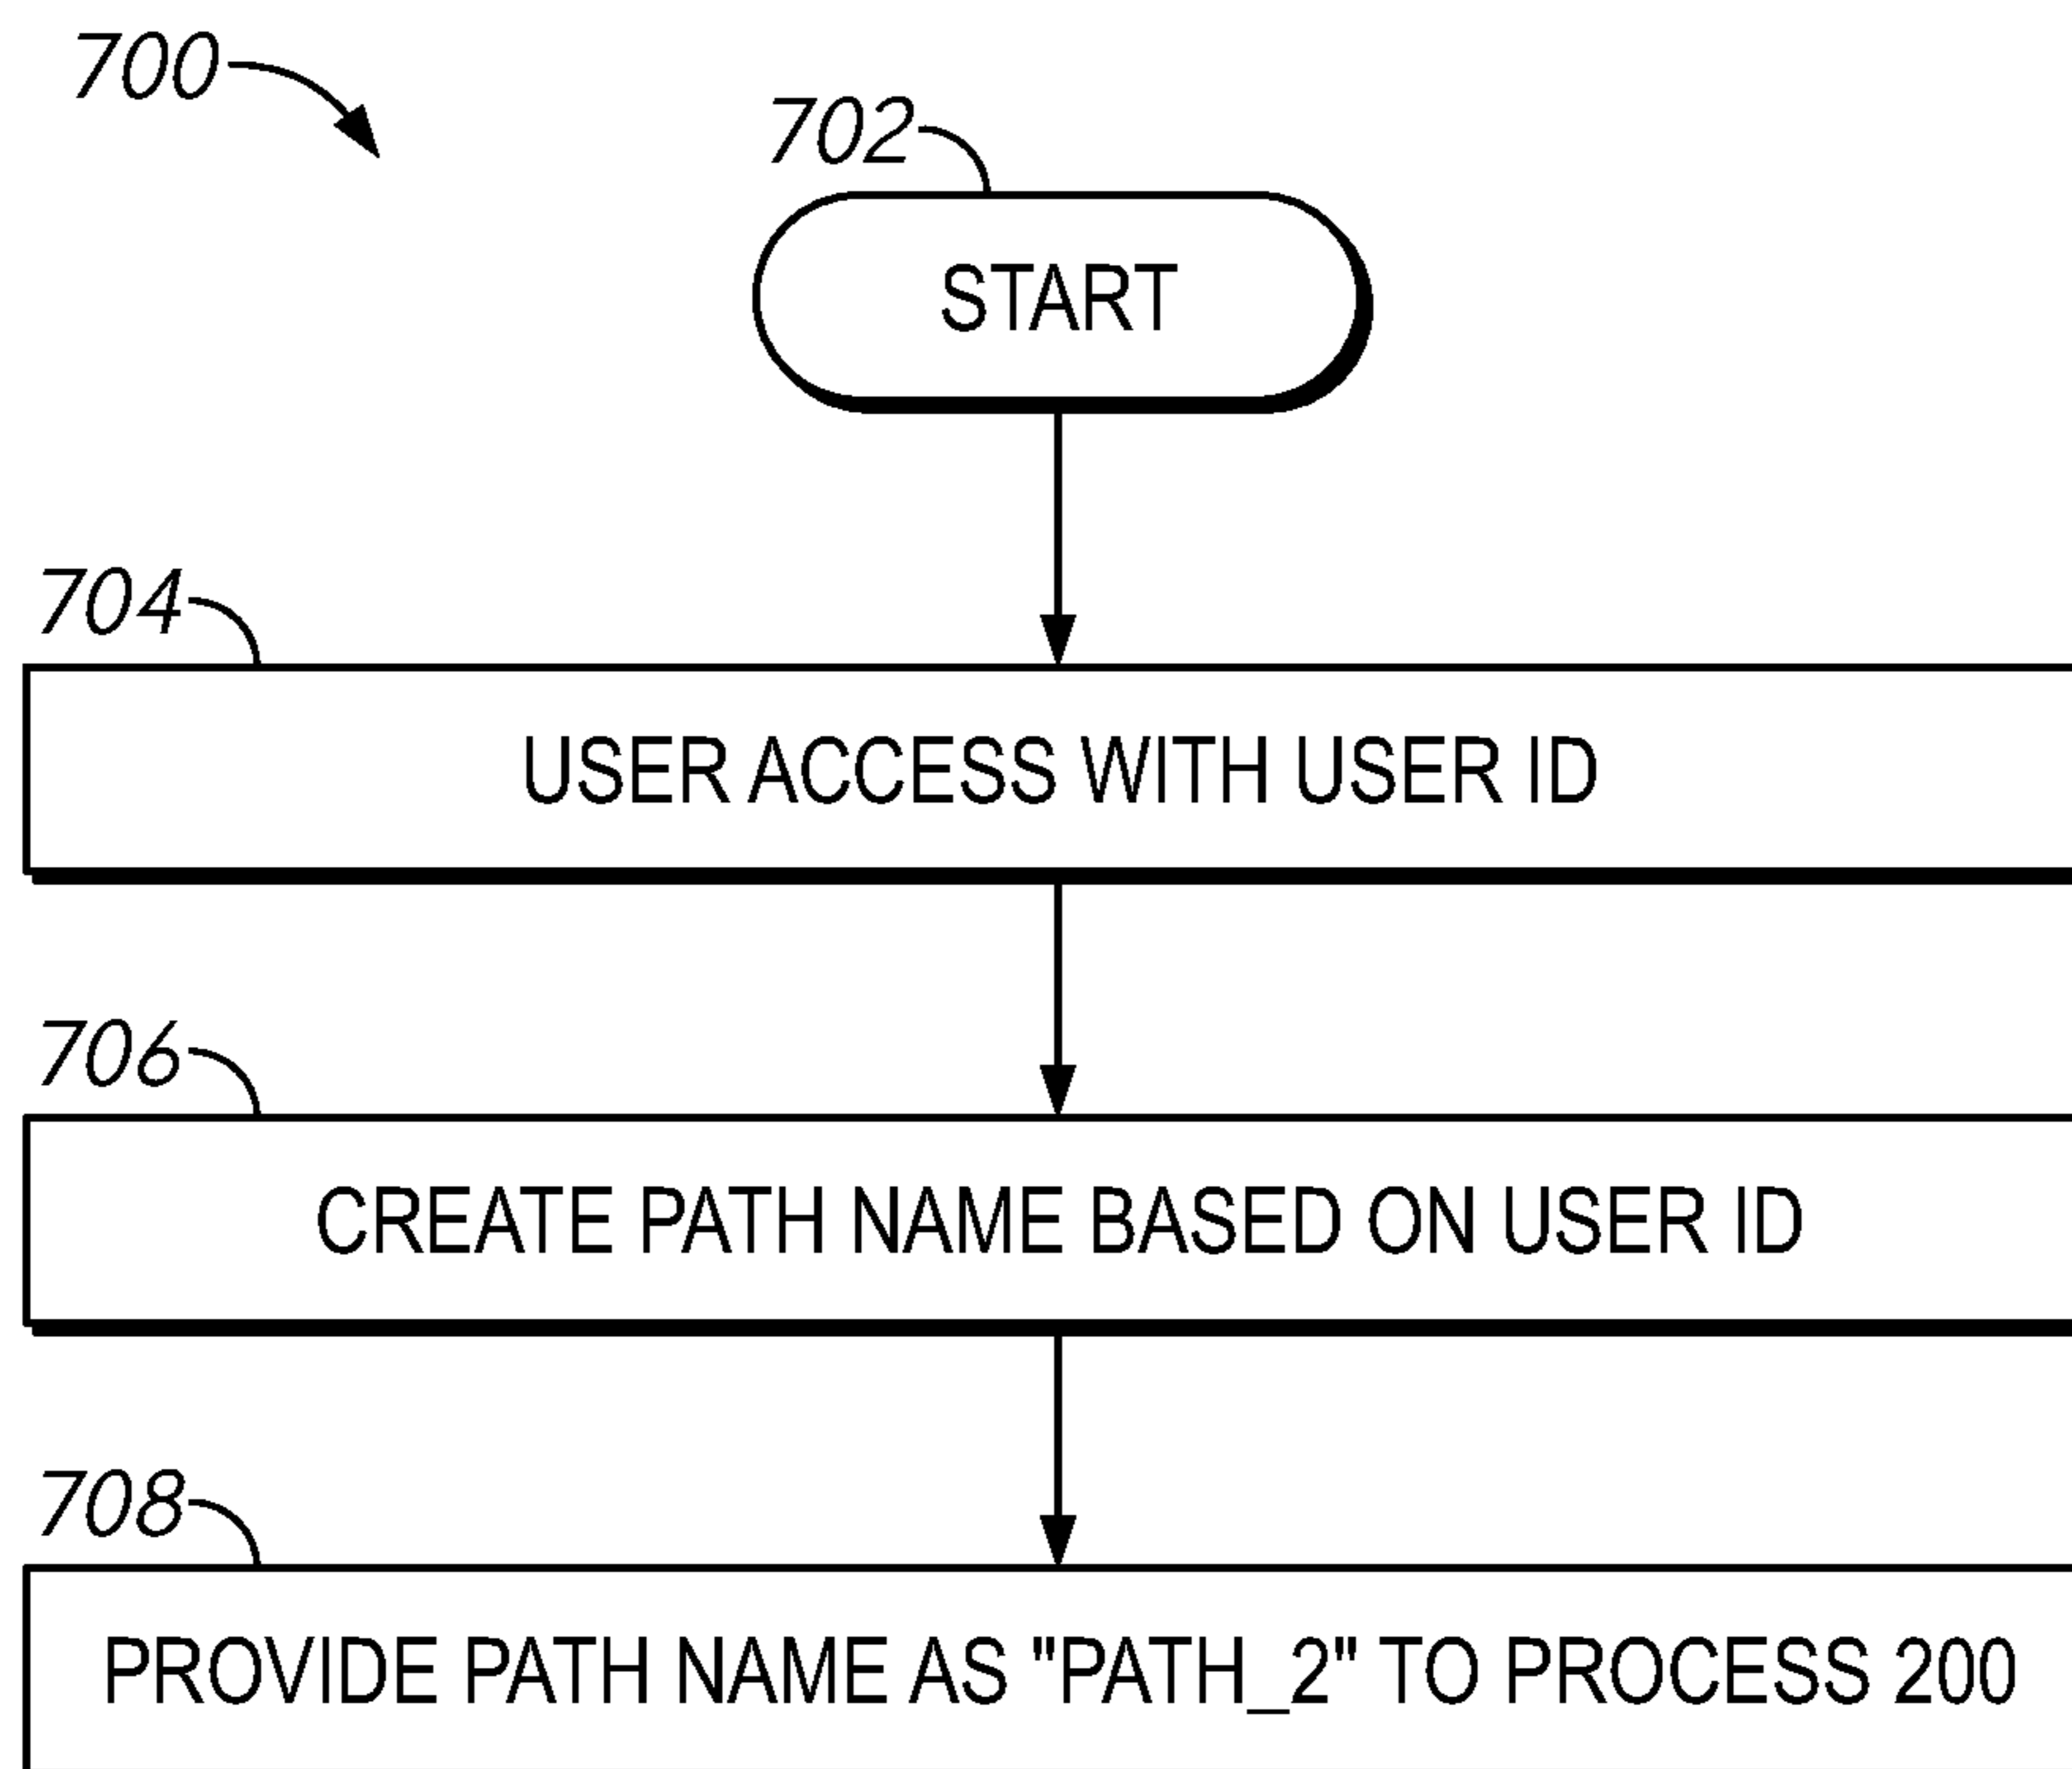 700
702
START
704
USER ACCESS WITH USER ID
706
CREATE PATH NAME BASED ON USER ID
708
PROVIDE PATH NAME AS "PATH_2" TO PROCESS 200